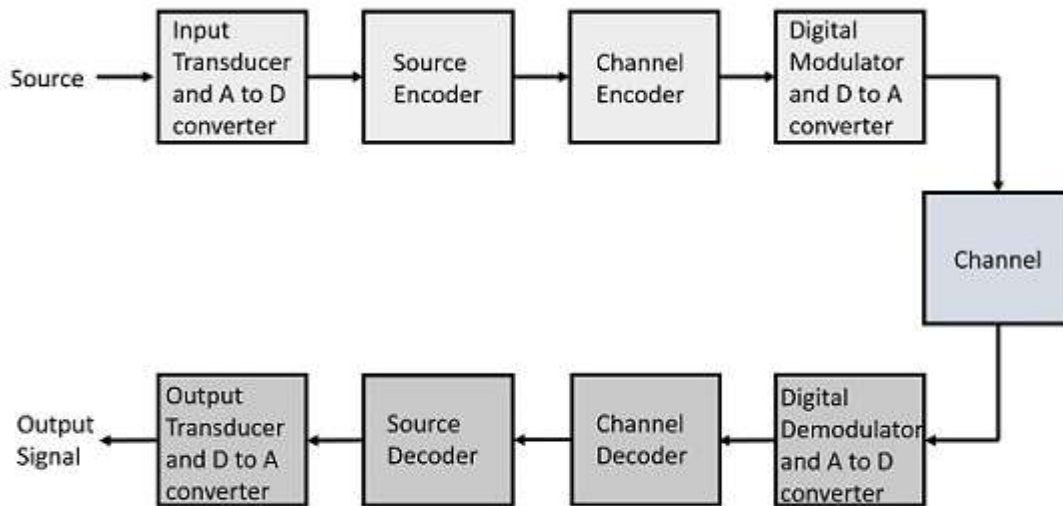 Source
Input
Transducer
and A to D
converter
Source
Encoder
Channel
Encoder
Digital
Modulator
and D to A
converter
Channel
Output
Signal
Output
Transducer
and D to A
converter
Source
Decoder
Channel
Decoder
Digital
Demodulator
and A to D
converter